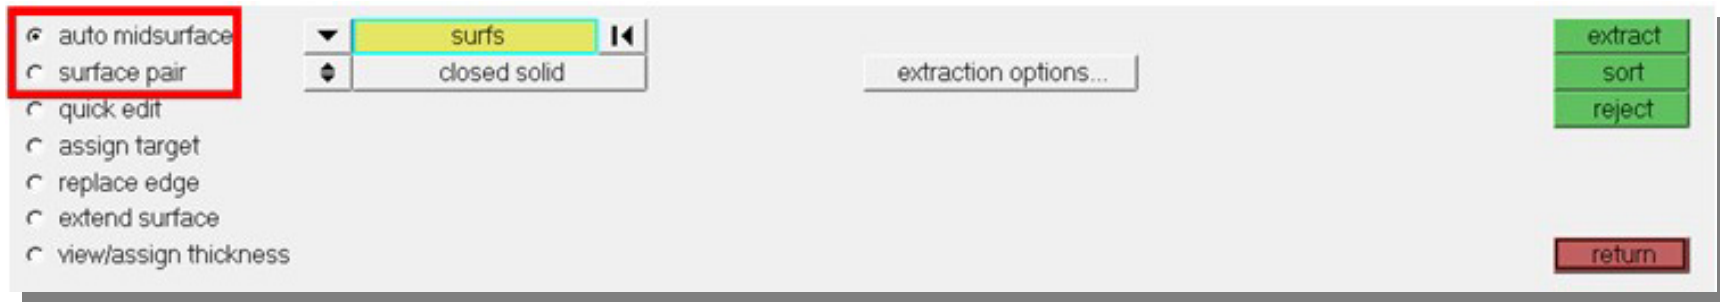 auto midsurface surfs extract
surface pair closed solid extraction options... sort
quick edit reject
assign target
replace edge
extend surface
view/assign thickness return